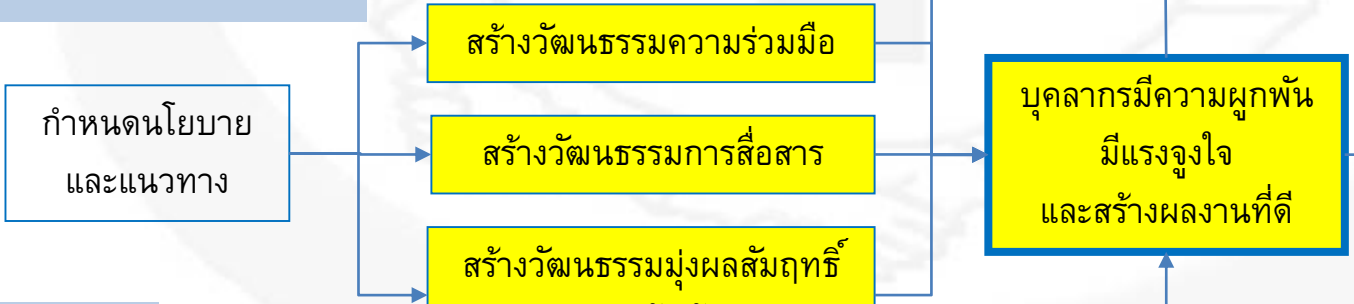 สร้างวัฒนธรรมความร่วมมือ
กำหนดนโยบาย
และแนวทาง
สร้างวัฒนธรรมการสื่อสาร
สร้างวัฒนธรรมมุ่งผลสัมฤทธิ์
บุคลากรมีความผูกพัน
มีแรงจูงใจ
และสร้างผลงานที่ดี